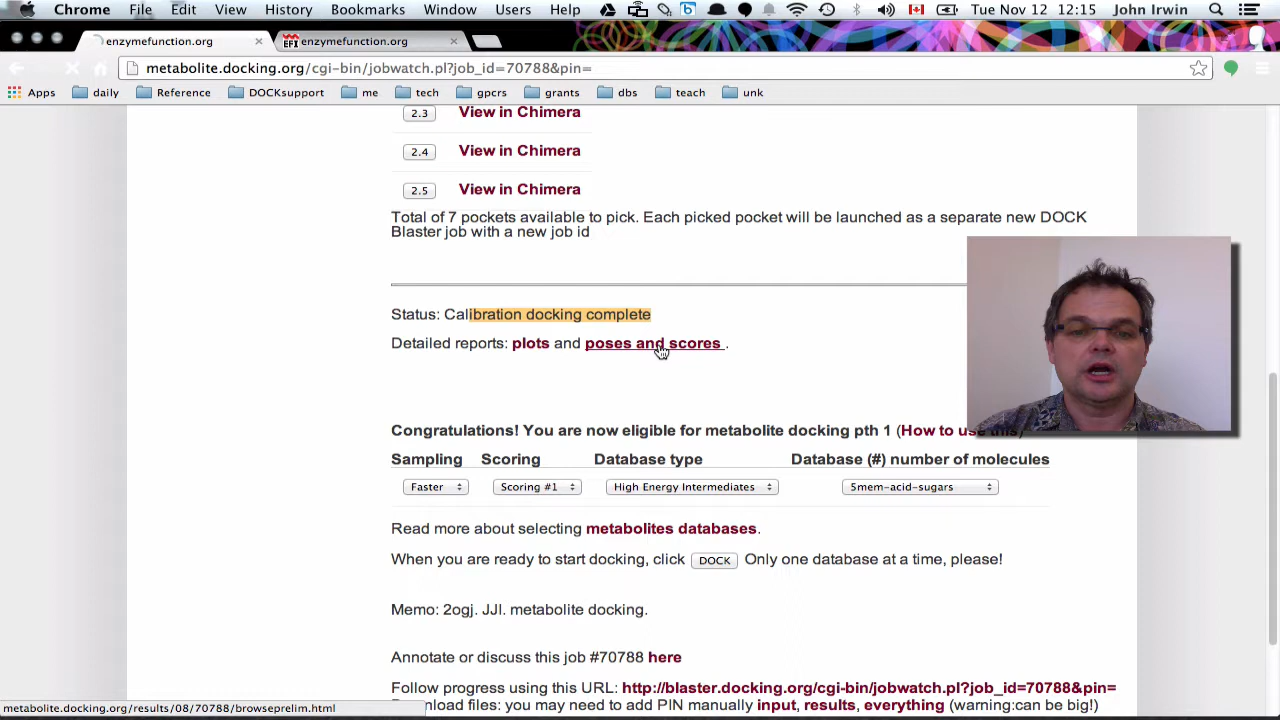 Chrome File Edit View History Bookmarks Window Users Help Tue Nov 12 12:15 John Irwin
enzymefunction.org EFI enzymefunction.org
metabolite.docking.org/cgi-bin/jobwatch.pl?job_id=70788&pin=
Apps daily Reference DOCKsupport me tech gpcrs grants dbs teach unk
2.3 View in Chimera
2.4 View in Chimera
2.5 View in Chimera
Total of 7 pockets available to pick. Each picked pocket will be launched as a separate new DOCK
Blaster job with a new job id
Status: Calibration docking complete
Detailed reports: plots and poses and scores .
Congratulations! You are now eligible for metabolite docking pth 1 (How to use this)
Sampling Scoring Database type Database (#) number of molecules
Faster Scoring #1 High Energy Intermediates 5mem-acid-sugars
Read more about selecting metabolites databases.
When you are ready to start docking, click DOCK Only one database at a time, please!
Memo: 2ogj. JJI. metabolite docking.
Annotate or discuss this job #70788 here
Follow progress using this URL: http://blaster.docking.org/cgi-bin/jobwatch.pl?job_id=70788&pin=
metabolite.docking.org/results/08/70788/browseprelim.html
Download files: you may need to add PIN manually input, results, everything (warning:can be big!)